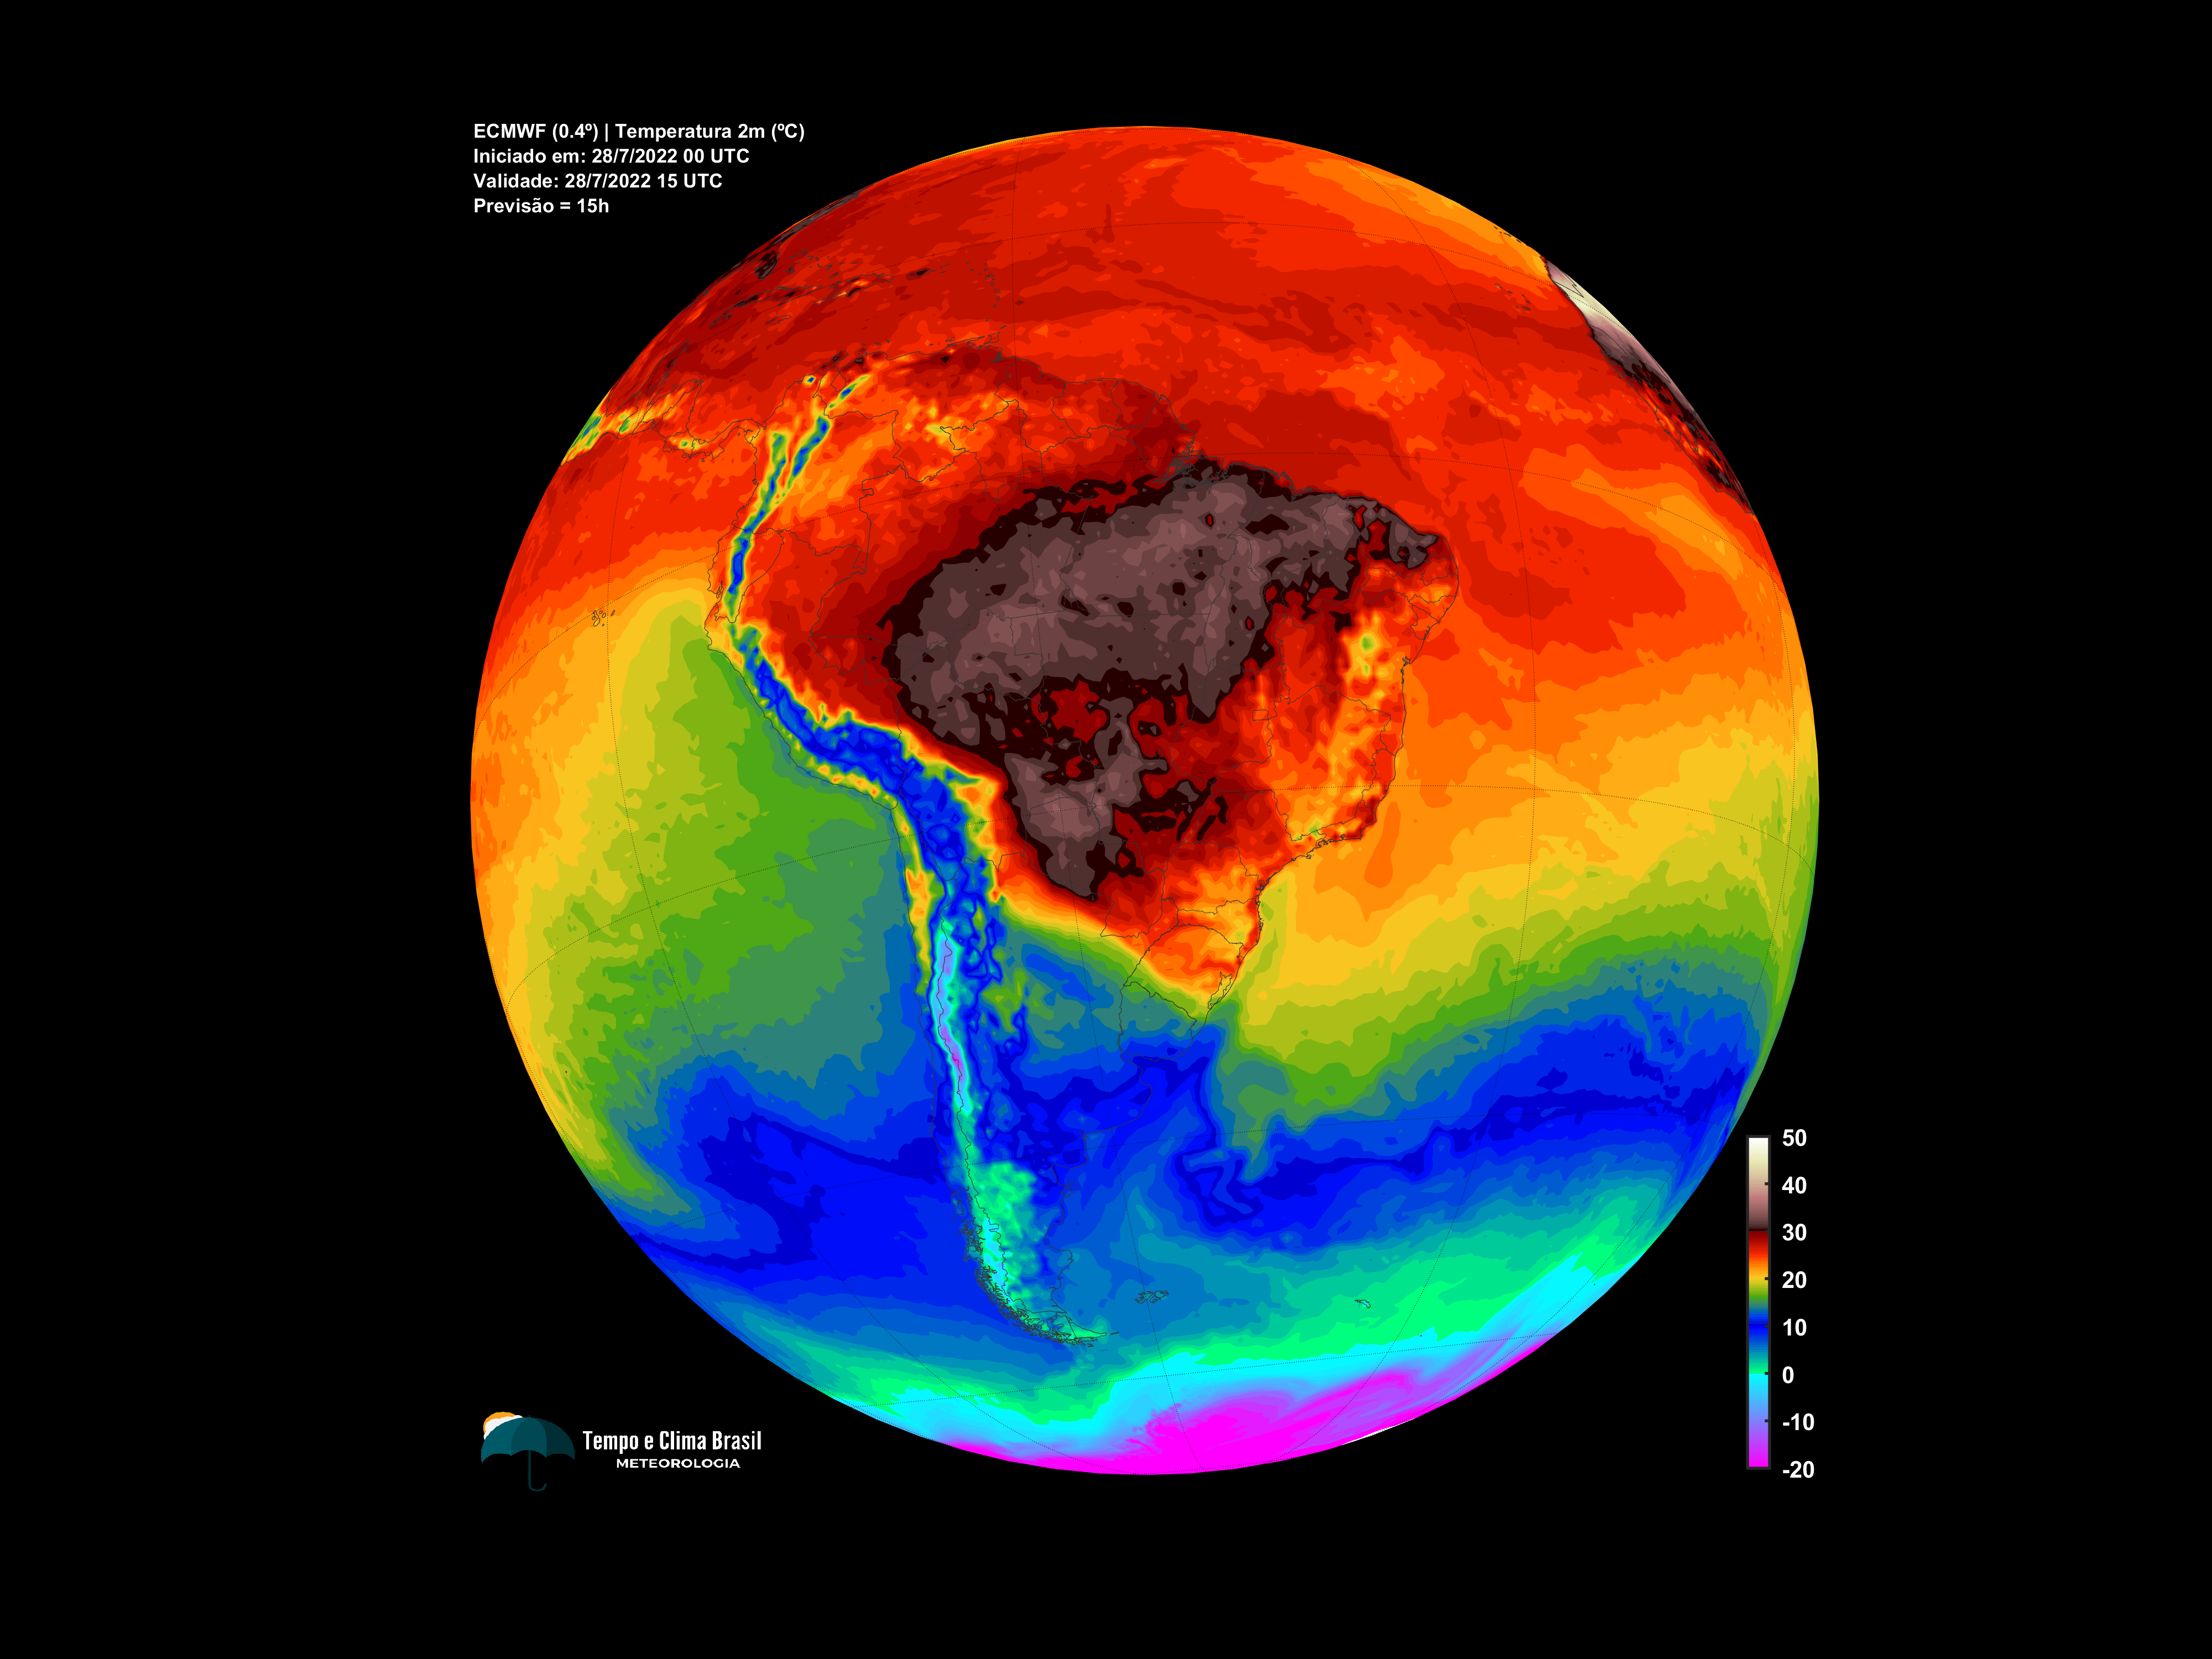 ECMWF (0.4º) | Temperatura 2m (ºC)
Iniciado em: 28/7/2022 00 UTC
Validade: 28/7/2022 15 UTC
Previsão = 15h
50
40
30
20
10
0
-10
-20
Tempo e Clima Brasil
METEOROLOGIA